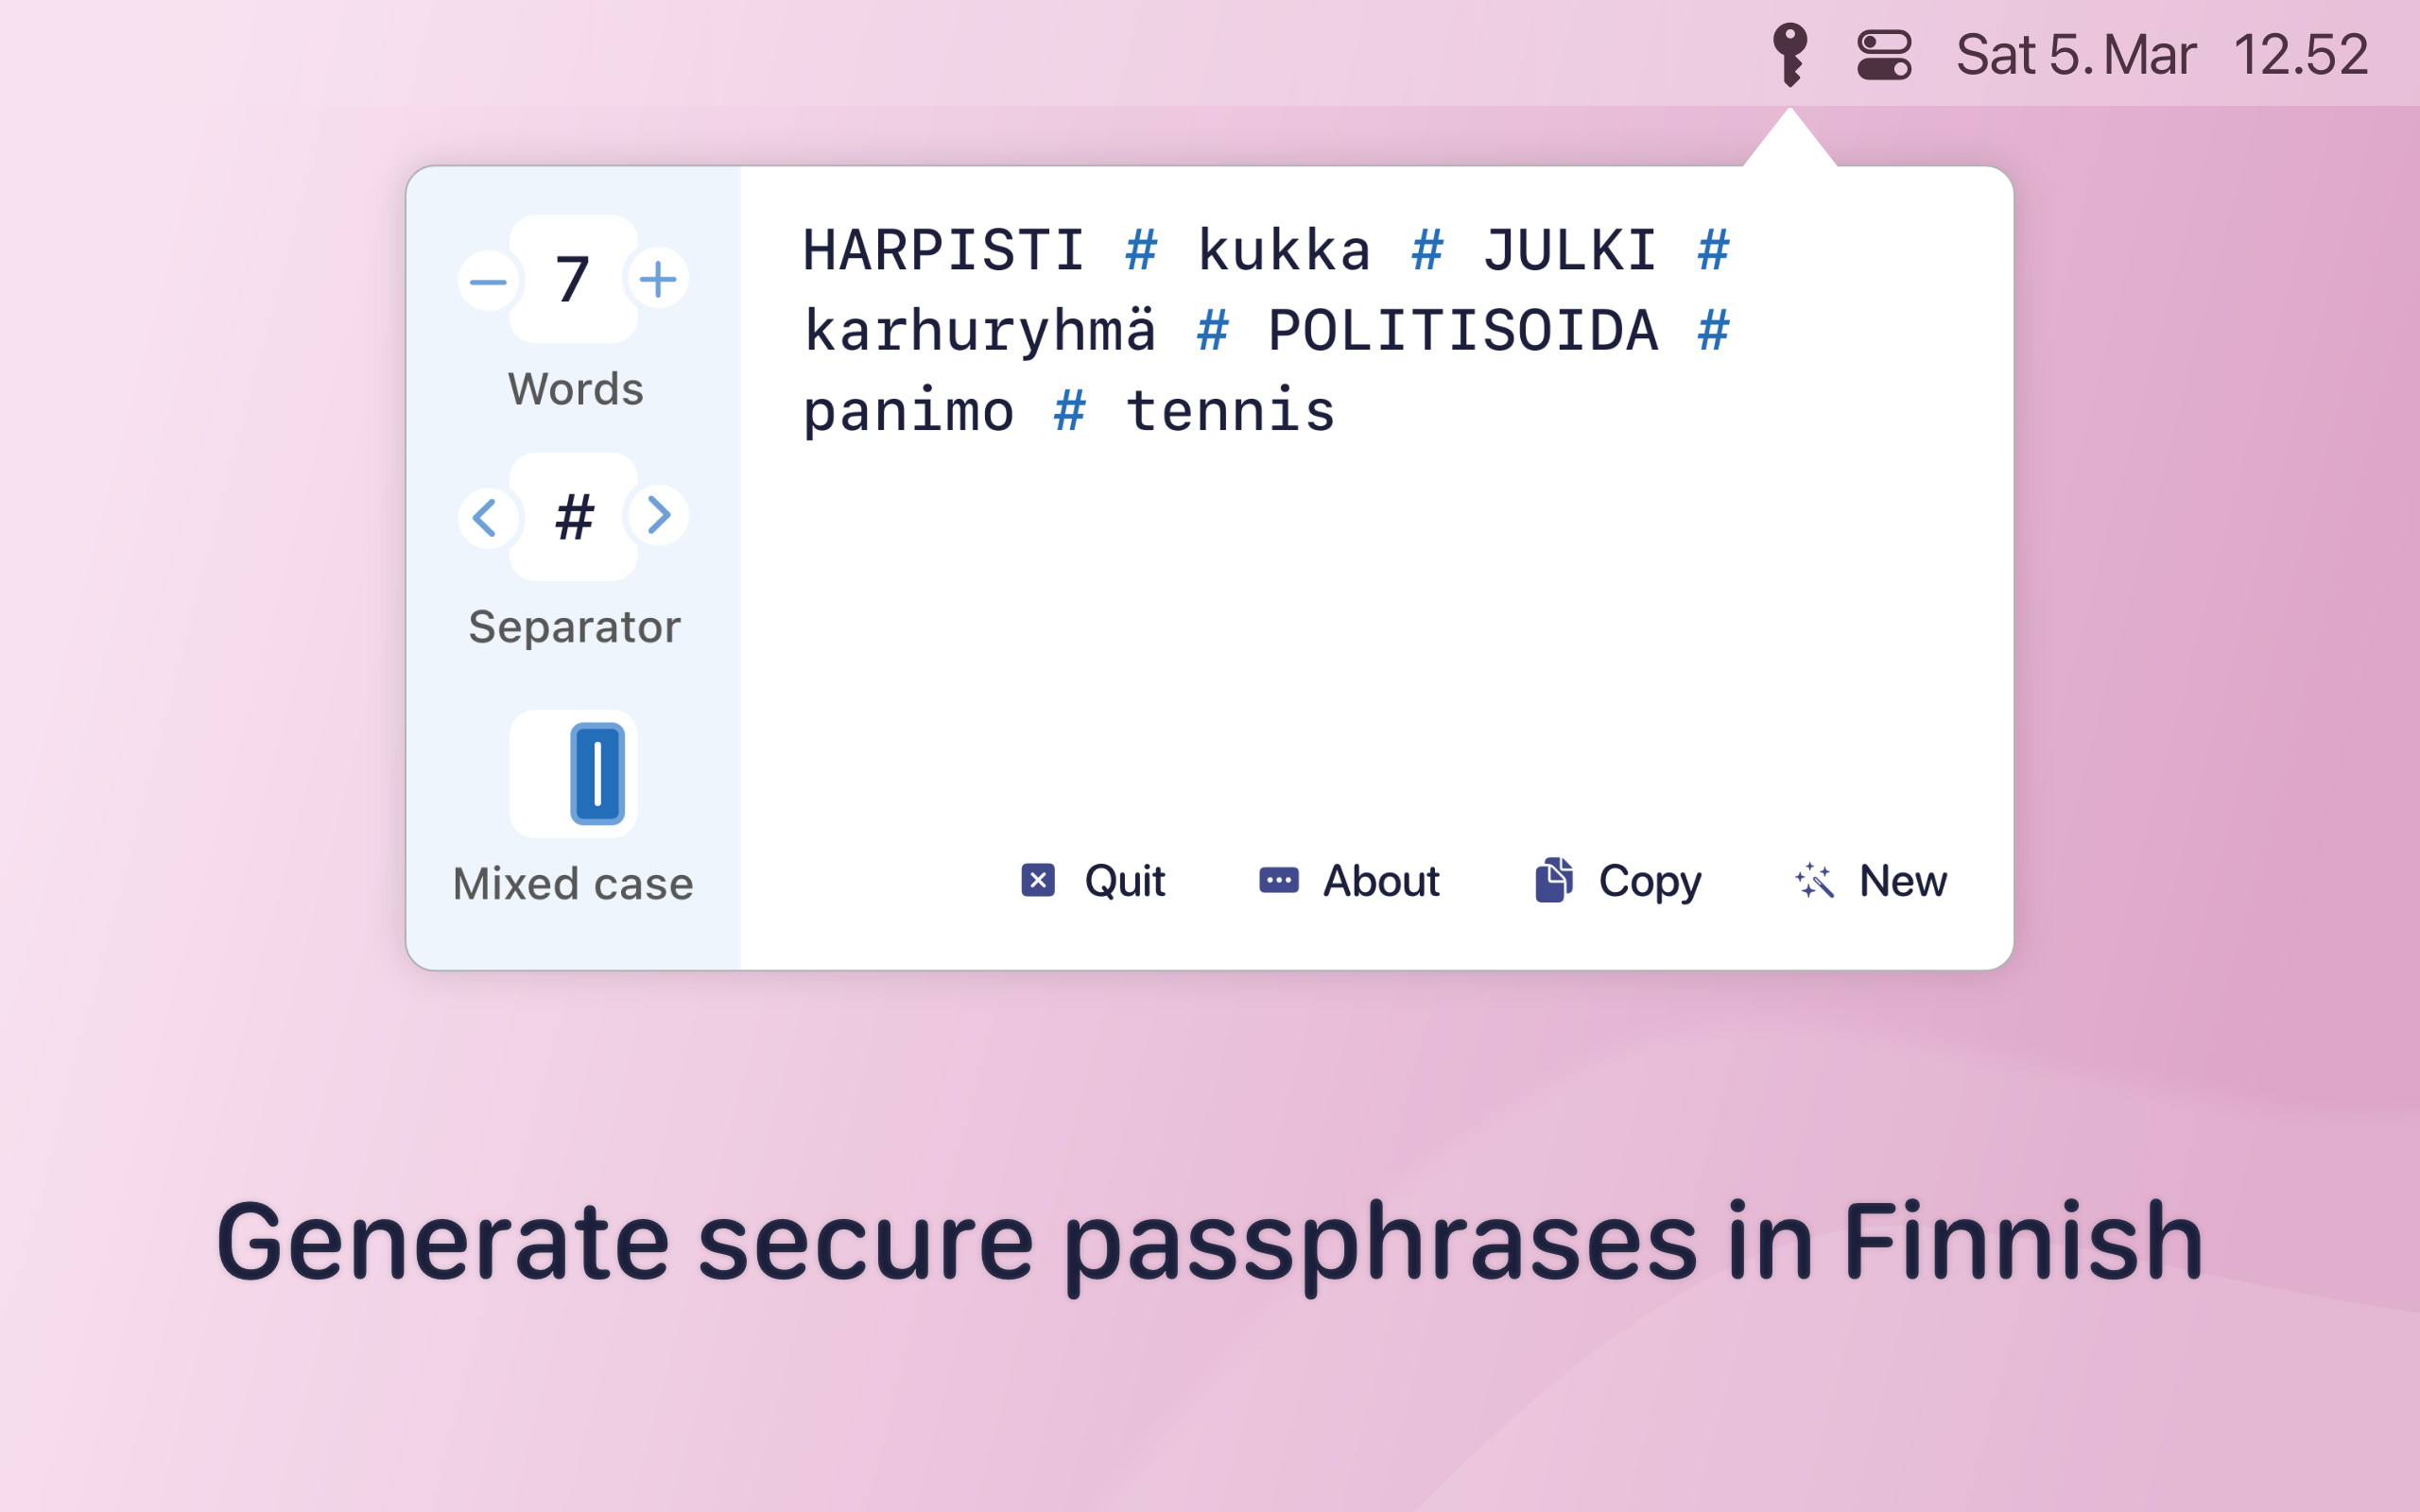 Sat 5. Mar 12.52
7
Words
#
Separator
Mixed case
HARPISTI # kukka # JULKI #
karhuryhmä # POLITISOIDA #
panimo # tennis
Quit About Copy New
Generate secure passphrases in Finnish